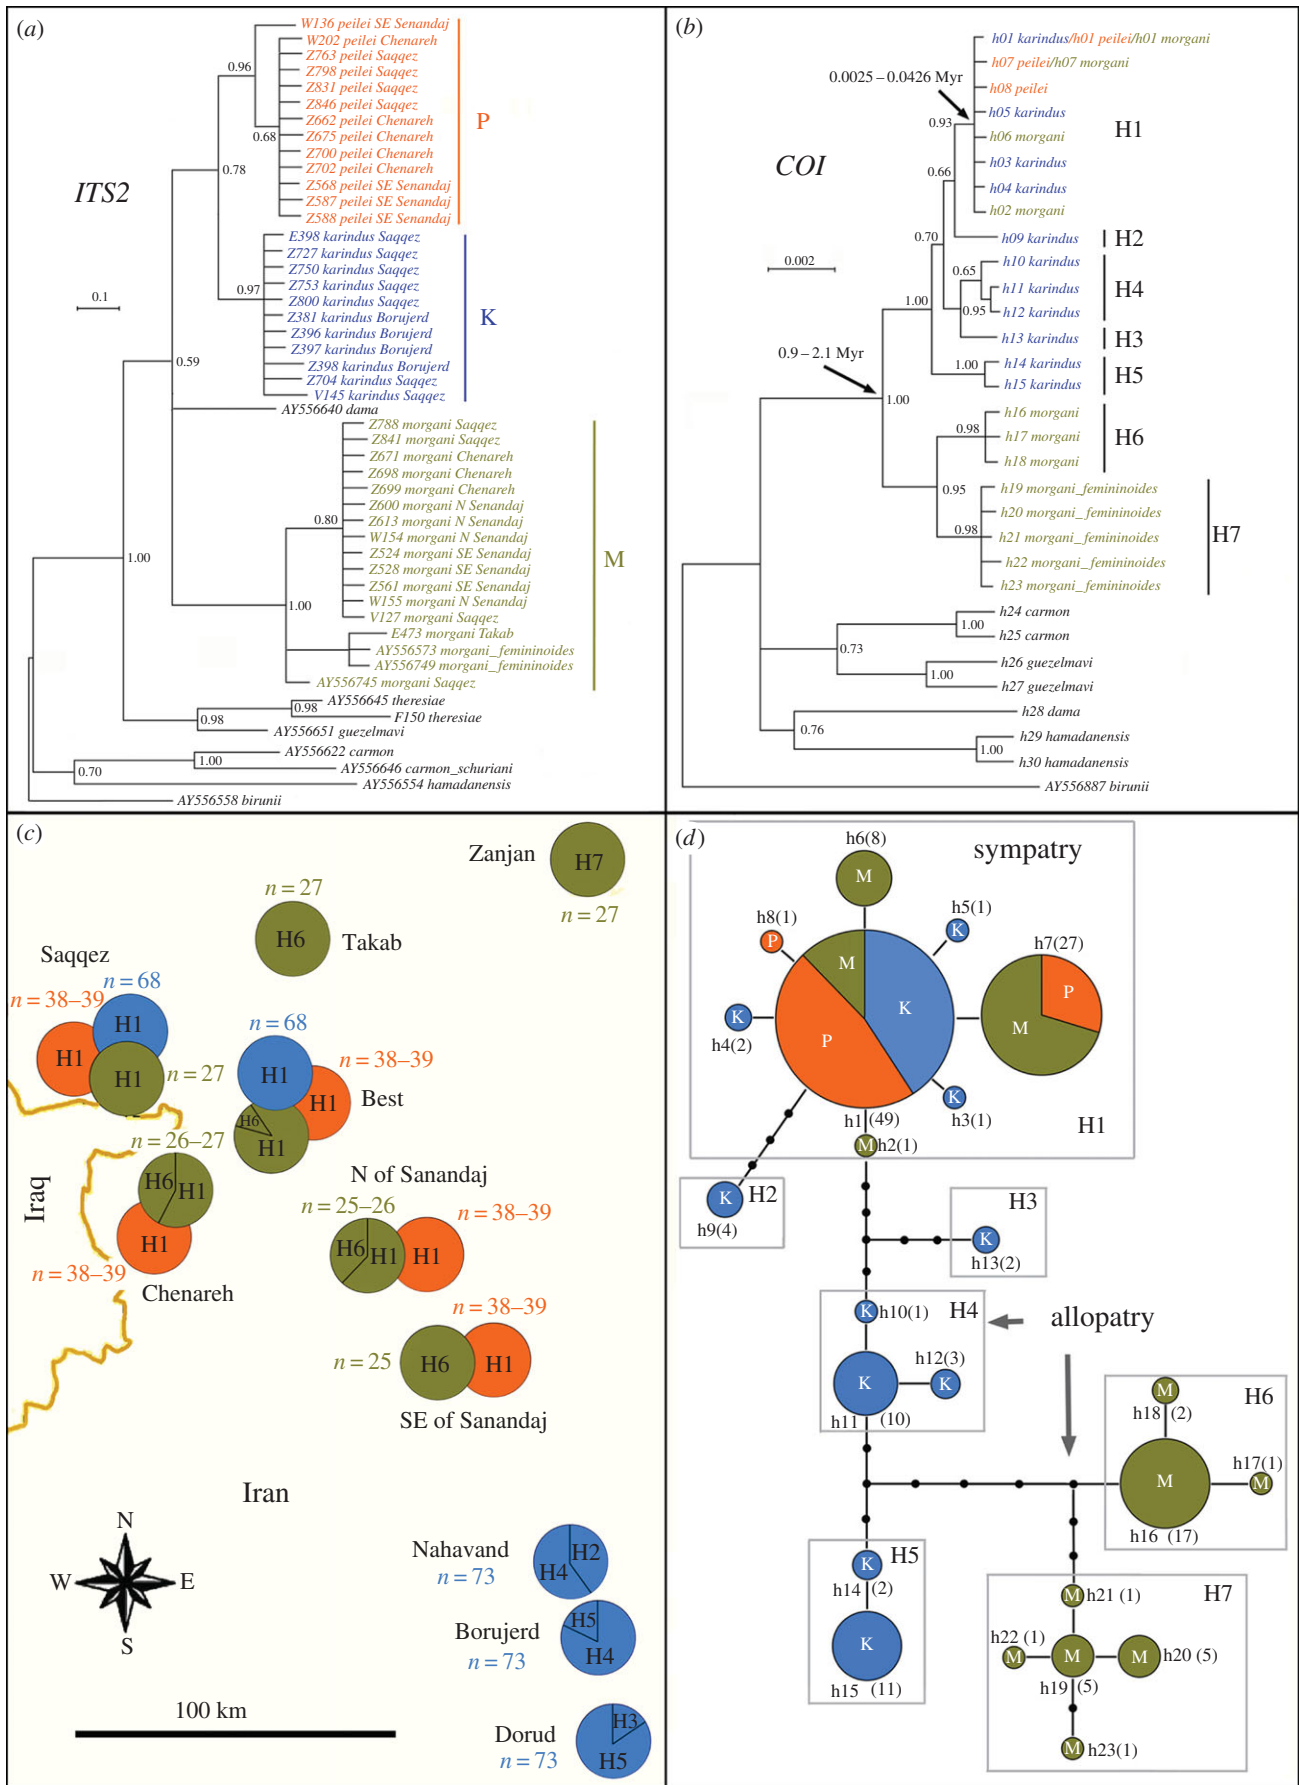 (a)
W136 peilei SE Senandaj
W202 peilei Chenareh
Z763 peilei Saqqez
Z798 peilei Saqqez
Z831 peilei Saqqez
Z846 peilei Saqqez
Z662 peilei Chenareh
Z675 peilei Chenareh
Z700 peilei Chenareh
Z702 peilei Chenareh
Z568 peilei SE Senandaj
Z587 peilei SE Senandaj
Z588 peilei SE Senandaj
P
0.96
0.68
0.78
ITS2
E398 karindus Saqqez
Z727 karindus Saqqez
Z750 karindus Saqqez
Z753 karindus Saqqez
Z800 karindus Saqqez
Z381 karindus Borujerd
Z396 karindus Borujerd
Z397 karindus Borujerd
Z398 karindus Borujerd
Z704 karindus Saqqez
V145 karindus Saqqez
K
0.97
0.1
0.59
AY556640 dama
Z788 morgani Saqqez
Z841 morgani Saqqez
Z671 morgani Chenareh
Z698 morgani Chenareh
Z699 morgani Chenareh
Z600 morgani N Senandaj
Z613 morgani N Senandaj
W154 morgani N Senandaj
Z524 morgani SE Senandaj
Z528 morgani SE Senandaj
Z561 morgani SE Senandaj
W155 morgani N Senandaj
V127 morgani Saqqez
E473 morgani Takab
AY556573 morgani_femininoides
AY556749 morgani_femininoides
AY556745 morgani Saqqez
M
0.80
1.00
1.00
AY556645 theresiae
F150 theresiae
AY556651 guezelmavi
0.98
0.98
AY556622 carmon
AY556646 carmon_schuriani
AY556554 hamadanensis
1.00
0.70
AY556558 birunii
(b)
h01 karindus/h01 peilei/h01 morgani
h07 peilei/h07 morgani
h08 peilei
h05 karindus
h06 morgani
h03 karindus
h04 karindus
h02 morgani
H1
0.0025 – 0.0426 Myr
0.93
COI
0.66
0.70
h09 karindus
H2
h10 karindus
h11 karindus
h12 karindus
H4
0.65
0.95
0.002
1.00
h13 karindus
H3
h14 karindus
h15 karindus
H5
1.00
0.9 – 2.1 Myr
1.00
h16 morgani
h17 morgani
h18 morgani
H6
0.98
0.95
h19 morgani_femininoides
h20 morgani_femininoides
h21 morgani_femininoides
h22 morgani_femininoides
h23 morgani_femininoides
H7
0.98
h24 carmon
h25 carmon
1.00
0.73
h26 guezelmavi
h27 guezelmavi
1.00
h28 dama
0.76
h29 hamadanensis
h30 hamadanensis
1.00
AY556887 birunii
(c)
Zanjan
H7
n = 27
n = 27
H6
Takab
Saqqez
n = 68
n = 38–39
H1
H1
H1
n = 27
n = 68
H1
n = 38–39
H1
Best
H6
H1
n = 26–27
H6
H1
H1
n = 38–39
Chenareh
Iraq
N of Sanandaj
n = 25–26
n = 38–39
H6
H1
H1
n = 38–39
n = 25
H6
H1
SE of Sanandaj
Iran
N
W
E
S
Nahavand
n = 73
H2
H4
Borujerd
n = 73
H5
H4
100 km
Dorud
n = 73
H3
H5
(d)
sympatry
h6(8)
M
h8(1)
P
h5(1)
K
h7(27)
P
M
M
K
P
K
h4(2)
K
h3(1)
h1 (49)
H1
M
h2(1)
H2
K
h9(4)
H3
K
h13(2)
K
h10(1)
H4
allopatry
h12(3)
K
K
h11 (10)
H6
M
h18 (2)
M
h17(1)
M
h16 (17)
H5
K
h14 (2)
K
h15 (11)
H7
M
h21 (1)
h22 (1)
M
M
M
h20 (5)
h19 (5)
M
h23(1)